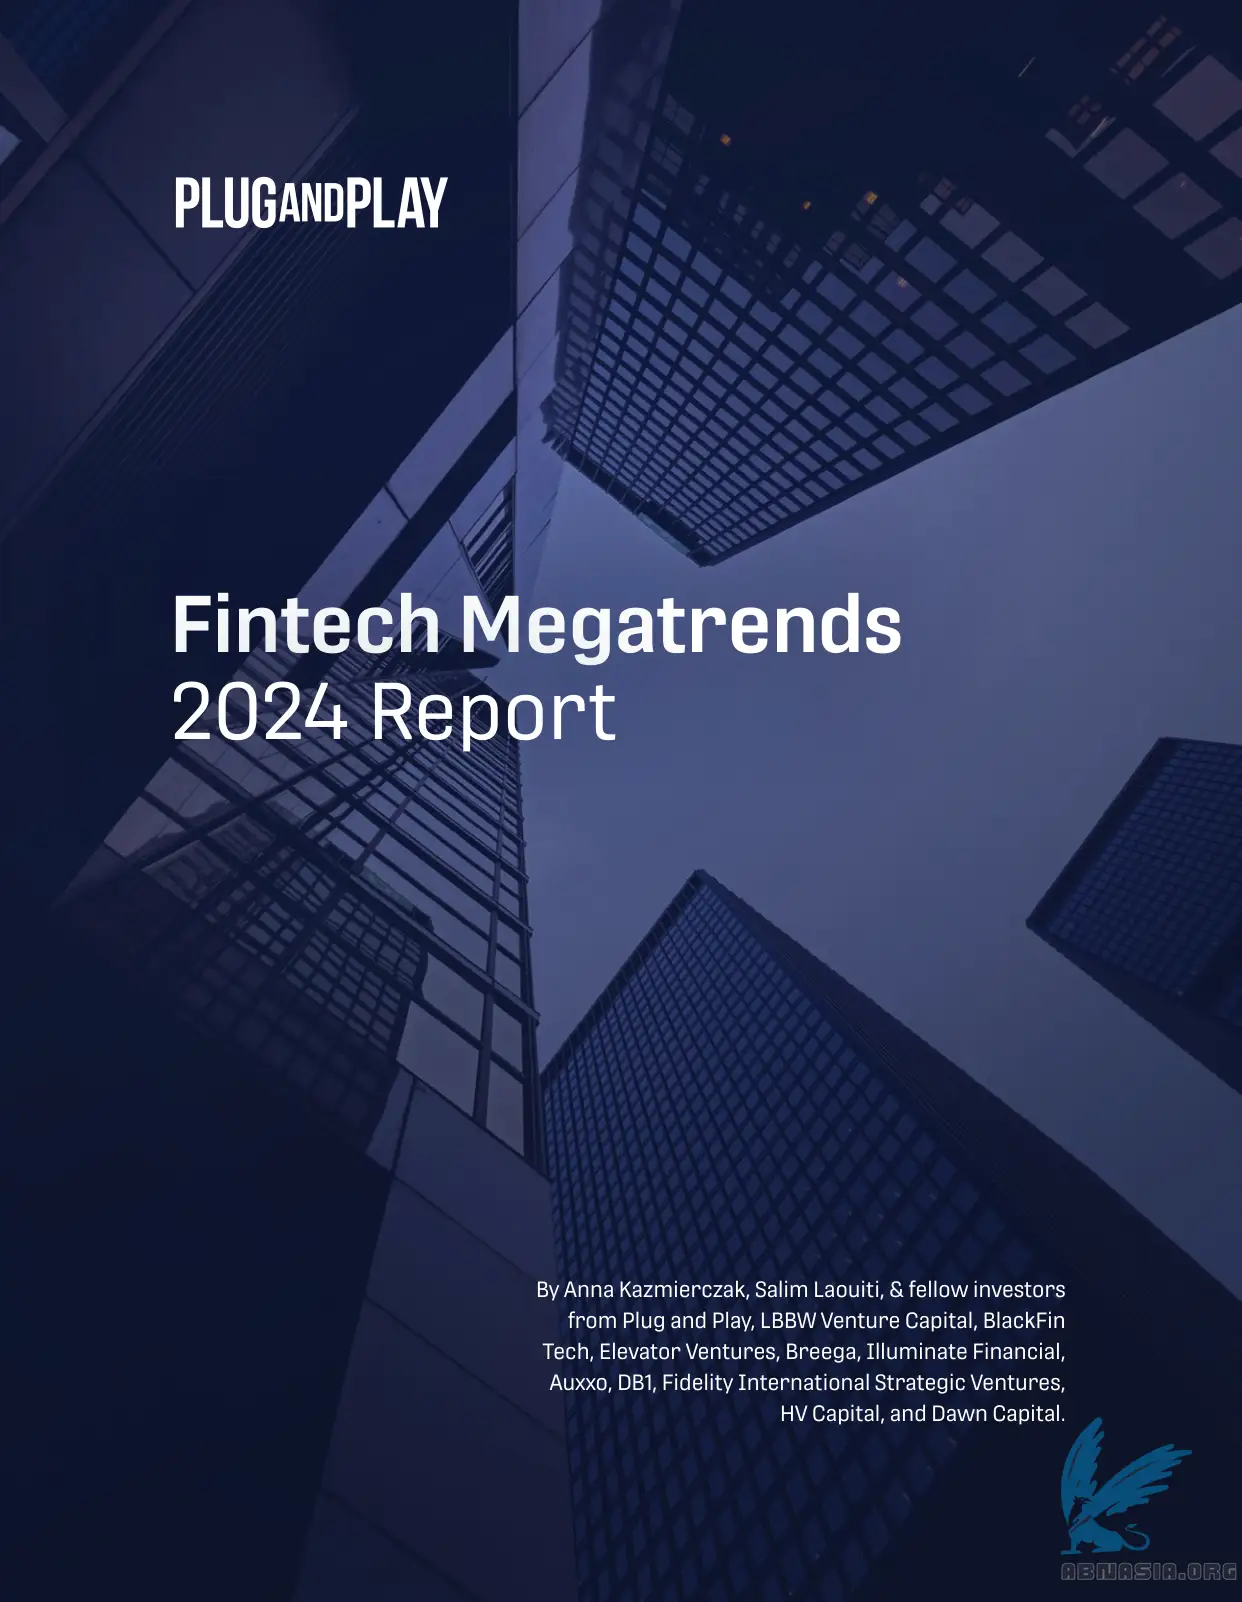 PLUGANDPLAY
Fintech Megatrends
2024 Report
By Anna Kazmierczak, Salim Laouiti, & fellow investors
from Plug and Play, LBBW Venture Capital, BlackFin
Tech, Elevator Ventures, Breega, Illuminate Financial,
Auxxo, DB1, Fidelity International Strategic Ventures,
HV Capital, and Dawn Capital.
ABNASIA.ORG